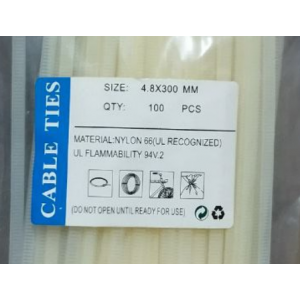 CABLE TIES
SIZE: 4.8X300 MM
QTY: 100 PCS
MATERIAL:NYLON 66(UL RECOGNIZED)
UL FLAMMABILITY 94V.2
(DO NOT OPEN UNTIL READY FOR USE)